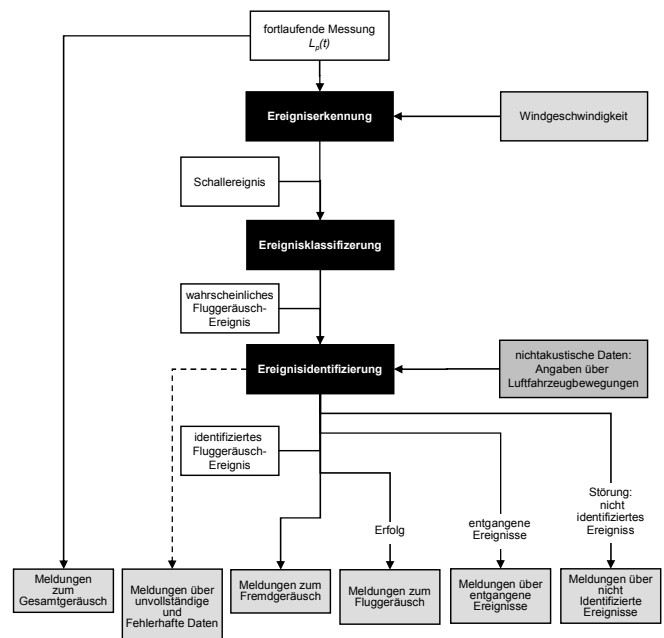 fortlaufende Messung
Lp(t)
Ereigniserkennung
Windgeschwindigkeit
Schallereignis
Ereignisklassifizerung
wahrscheinliches
Fluggeräusch-
Ereignis
Ereignisidentifizierung
nichtakustische Daten:
Angaben über
Luftfahrzeugbewegungen
identifiziertes
Fluggeräusch-
Ereignis
Störung:
nicht
identifiziertes
Ereigniss
Erfolg
entgangene
Ereignisse
Meldungen
zum
Gesamtgeräusch
Meldungen über
unvollständige
und
Fehlerhafte Daten
Meldungen zum
Fremdgeräusch
Meldungen zum
Fluggeräusch
Meldungen über
entgangene
Ereignisse
Meldungen über
nicht
Identifizierte
Ereignisse